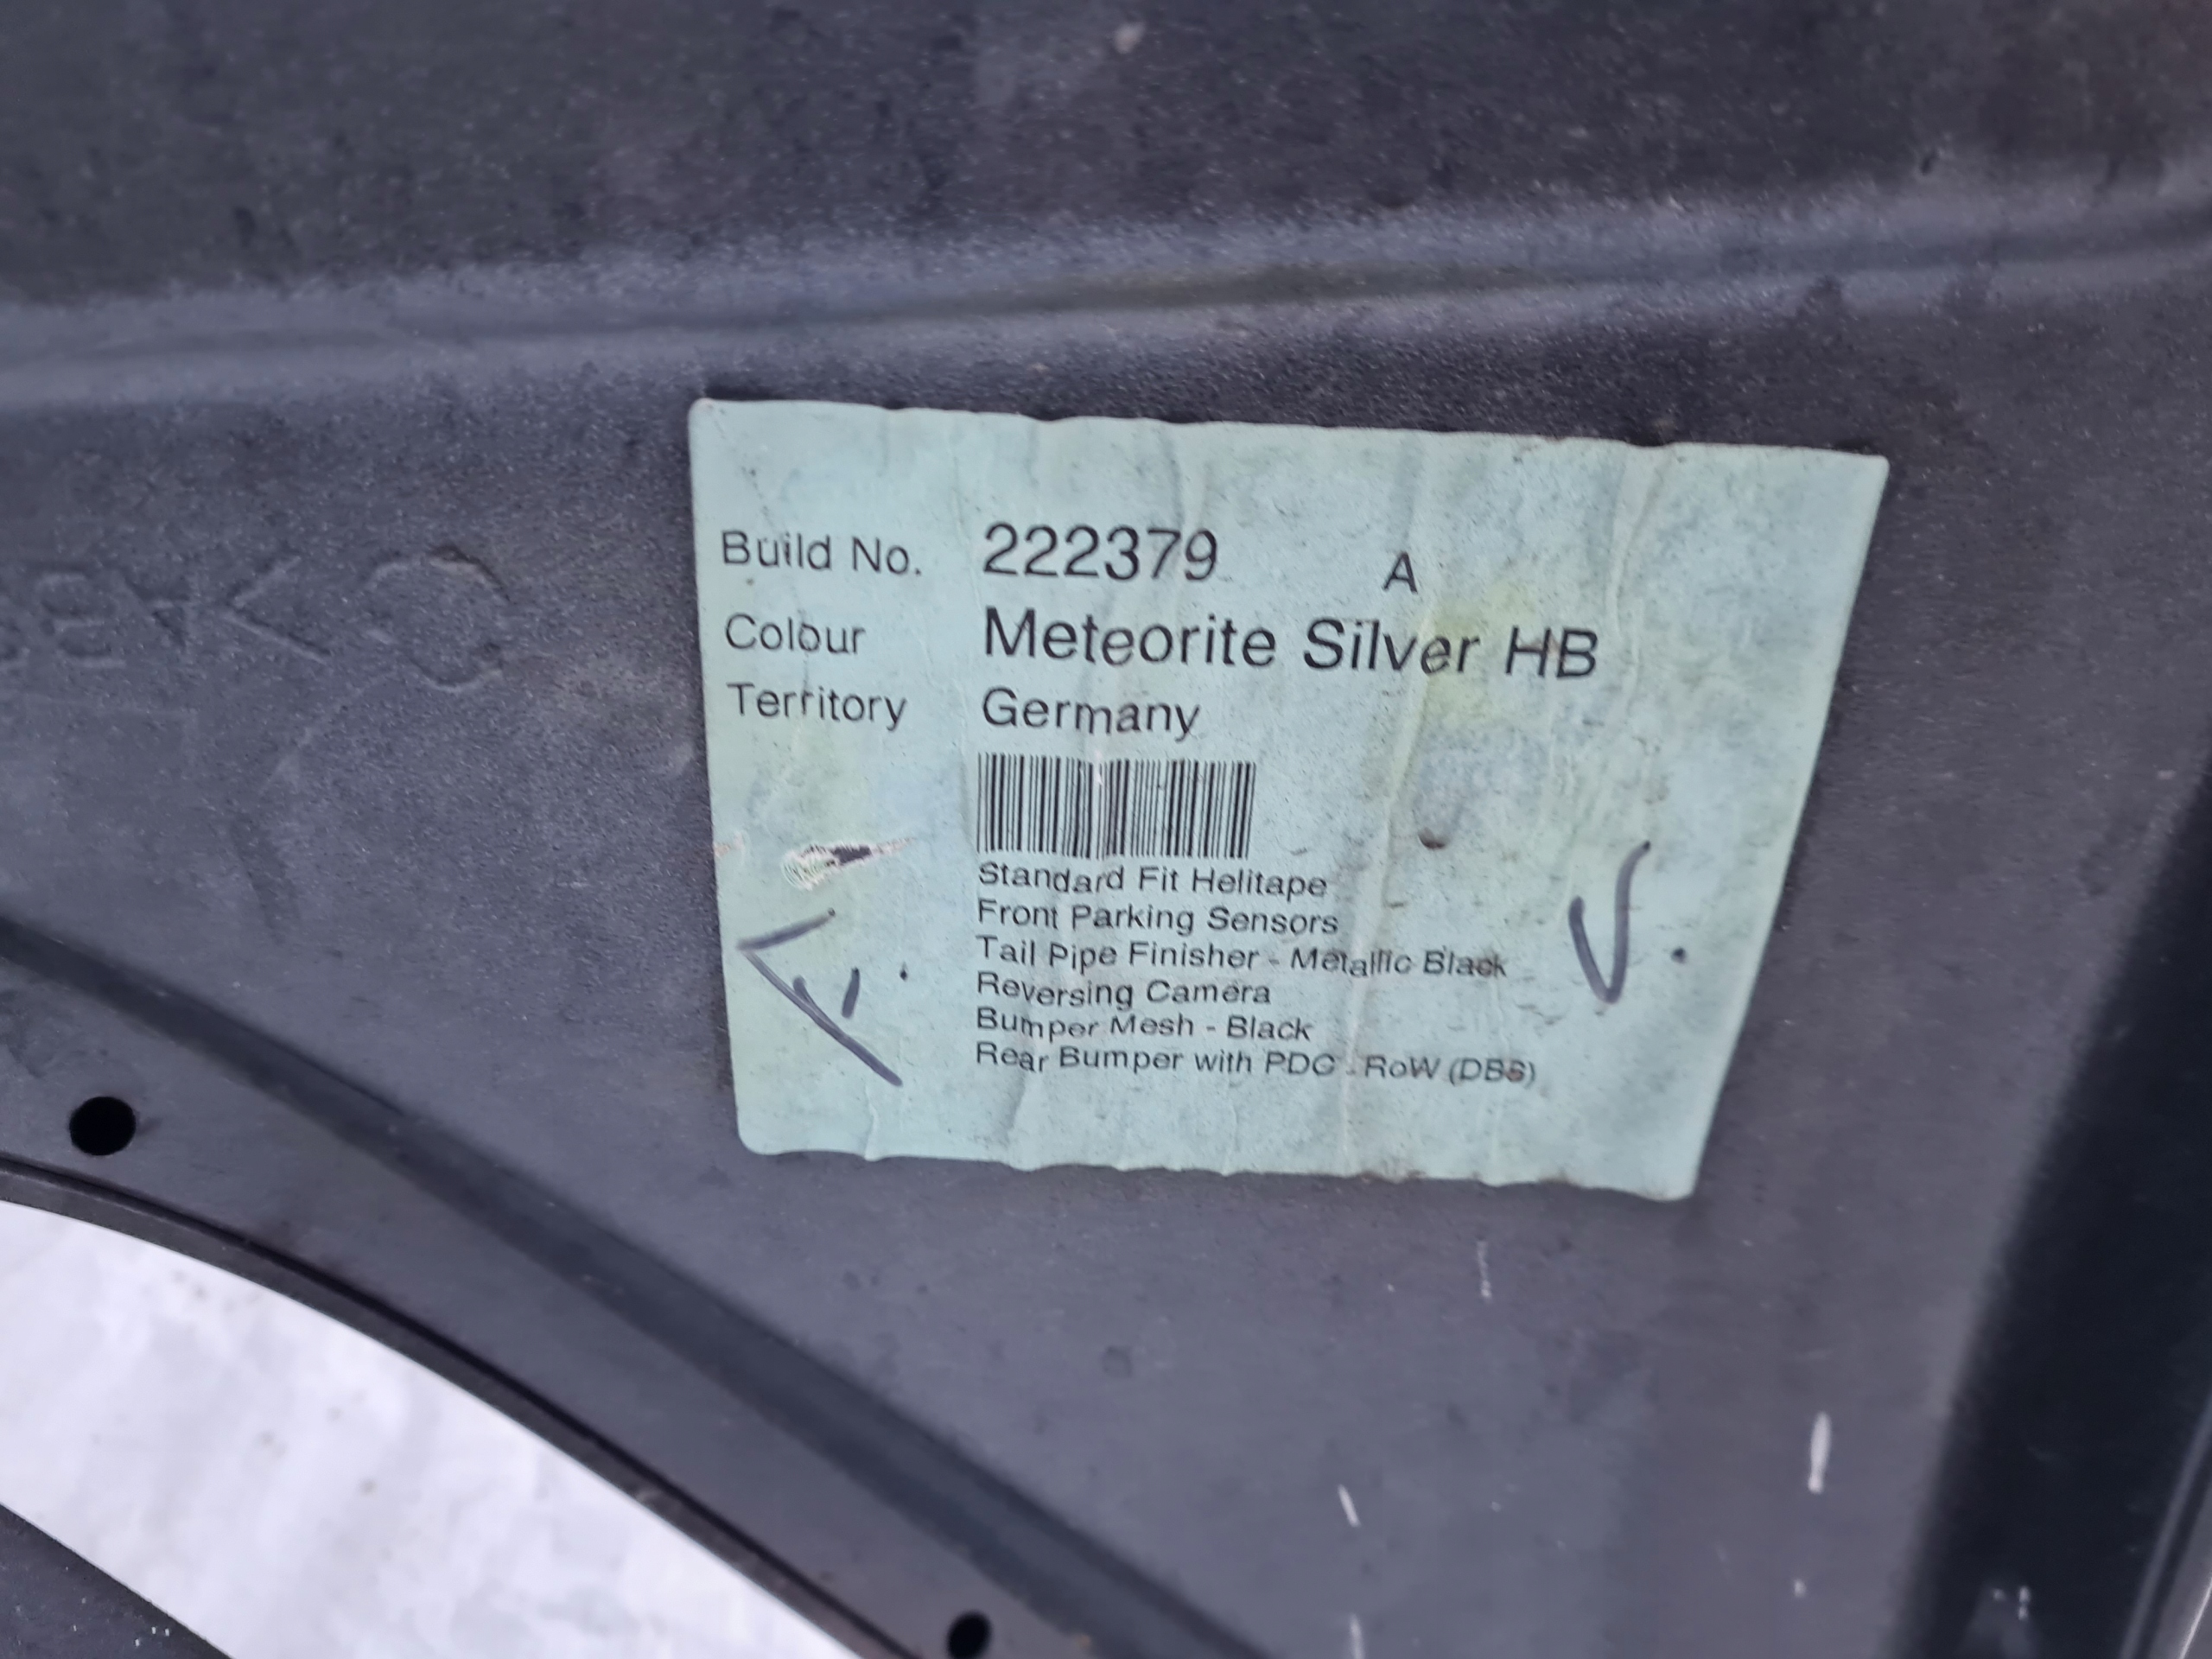 Build No. 222379 A
Colour Meteorite Silver HB
Territory Germany
Standard Fit Helitape
Front Parking Sensors
Tail Pipe Finisher - Metallic Black
Reversing Camera
Bumper Mesh - Black
Rear Bumper with PDC - RoW (DBS)